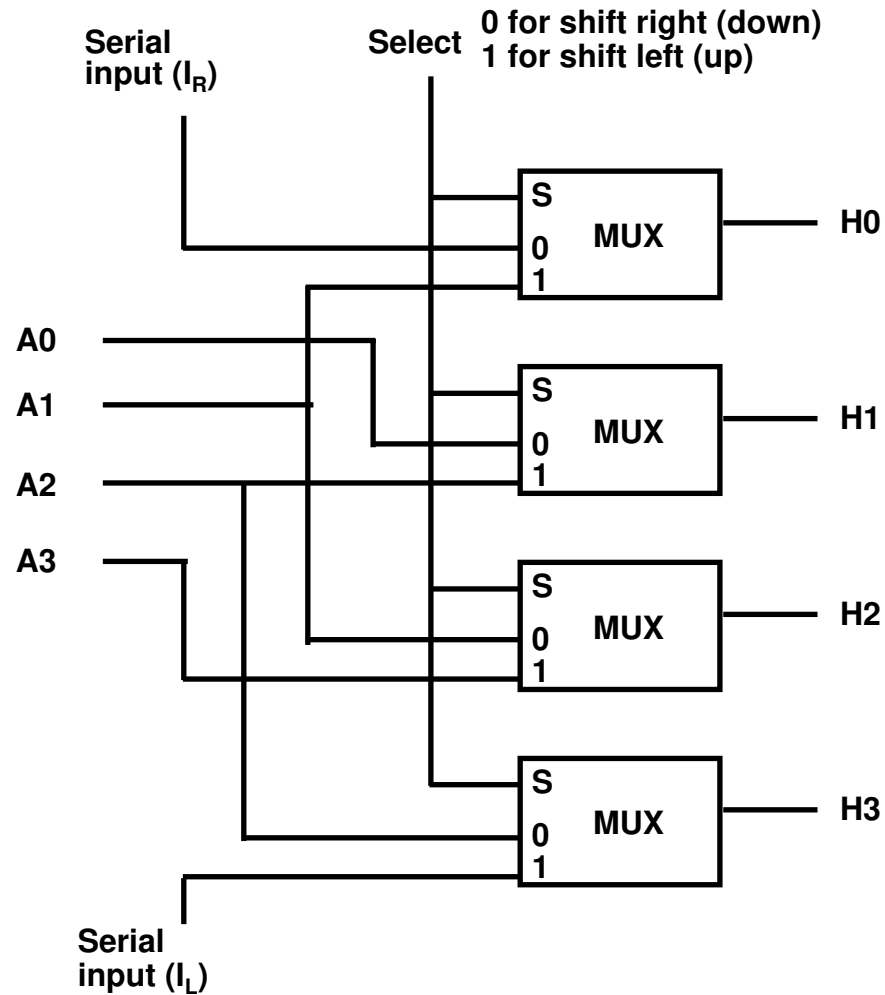 Serial
input (IR)
Select
0 for shift right (down)
1 for shift left (up)
S
MUX
0
1
H0
A0
A1
A2
A3
S
MUX
0
1
H1
S
MUX
0
1
H2
S
MUX
0
1
H3
Serial
input (IL)